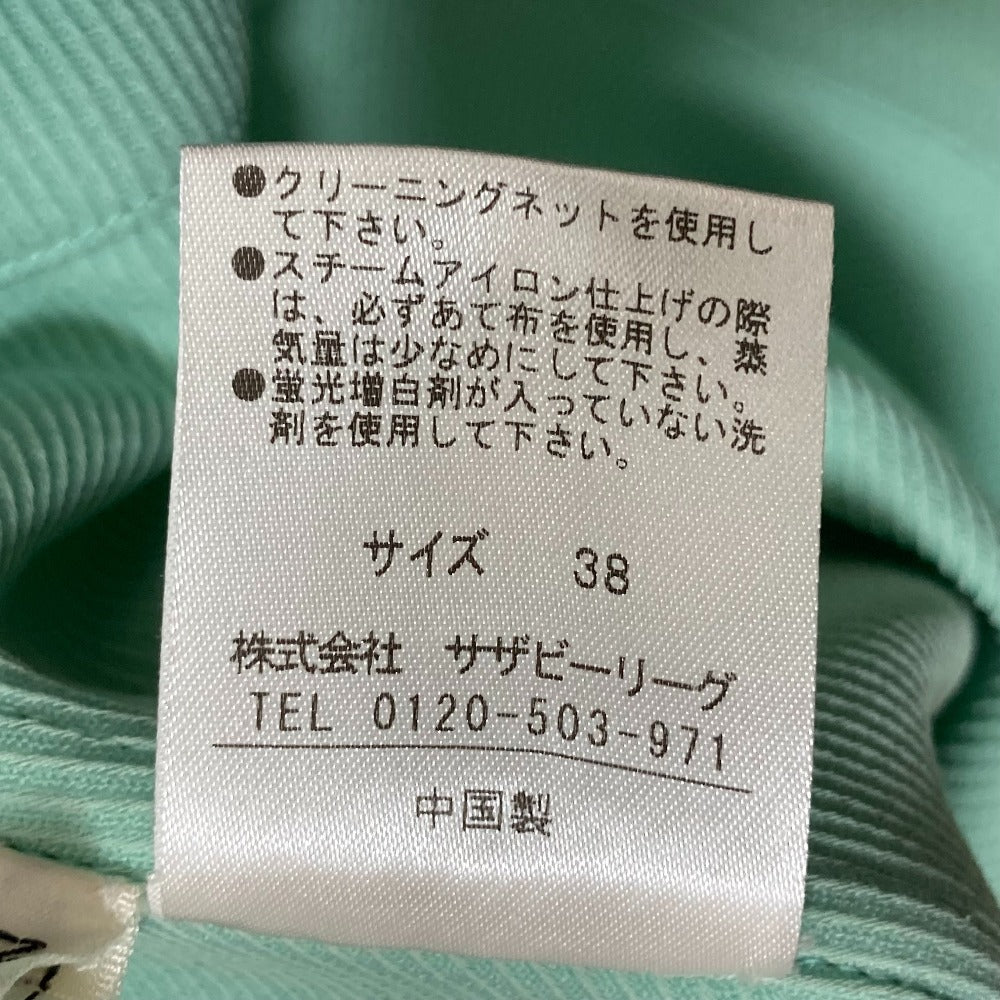 ●クリーニングネットを使用し
て下さい。
●スチームアイロン仕上げの際
は、必ずあて布を使用し、蒸
気量は少なめにして下さい。
●蛍光増白剤が入っていない洗
剤を使用して下さい。
サイズ 38
株式会社 サザビーリーグ
TEL 0120-503-971
中国製